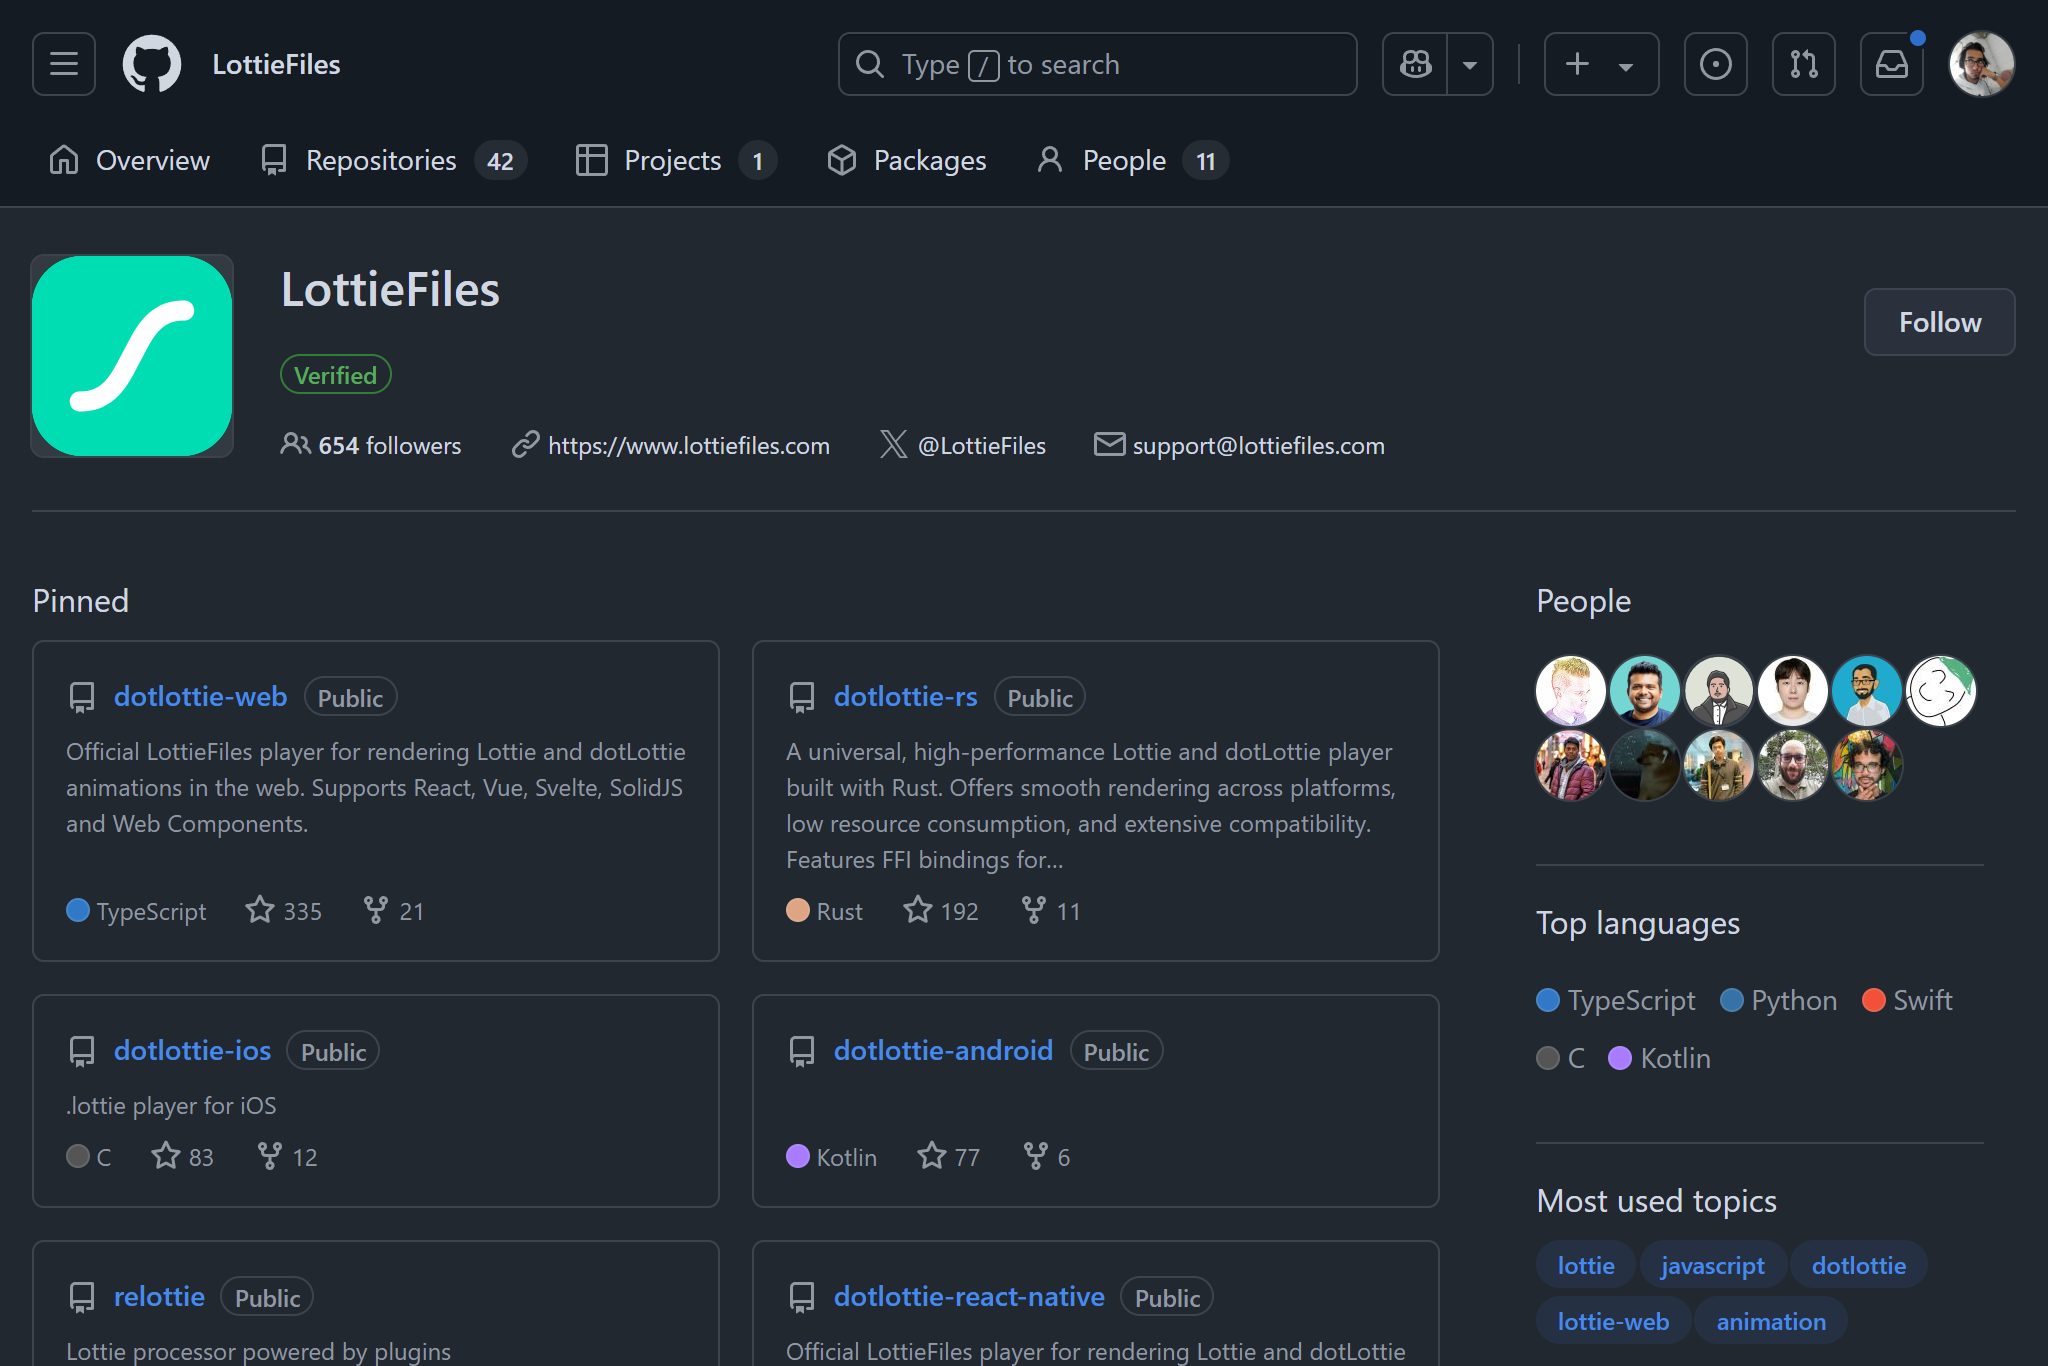 LottieFiles
Type / to search
Overview
Repositories 42
Projects 1
Packages
People 11
LottieFiles
Follow
Verified
654 followers
https://www.lottiefiles.com
@LottieFiles
support@lottiefiles.com
Pinned
dotlottie-web Public
Official LottieFiles player for rendering Lottie and dotLottie
animations in the web. Supports React, Vue, Svelte, SolidJS
and Web Components.
TypeScript 335 21
dotlottie-rs Public
A universal, high-performance Lottie and dotLottie player
built with Rust. Offers smooth rendering across platforms,
low resource consumption, and extensive compatibility.
Features FFI bindings for...
Rust 192 11
dotlottie-ios Public
.lottie player for iOS
C 83 12
dotlottie-android Public
Kotlin 77 6
relottie Public
Lottie processor powered by plugins
dotlottie-react-native Public
Official LottieFiles player for rendering Lottie and dotLottie
People
Top languages
TypeScript Python Swift
C Kotlin
Most used topics
lottie javascript dotlottie
lottie-web animation